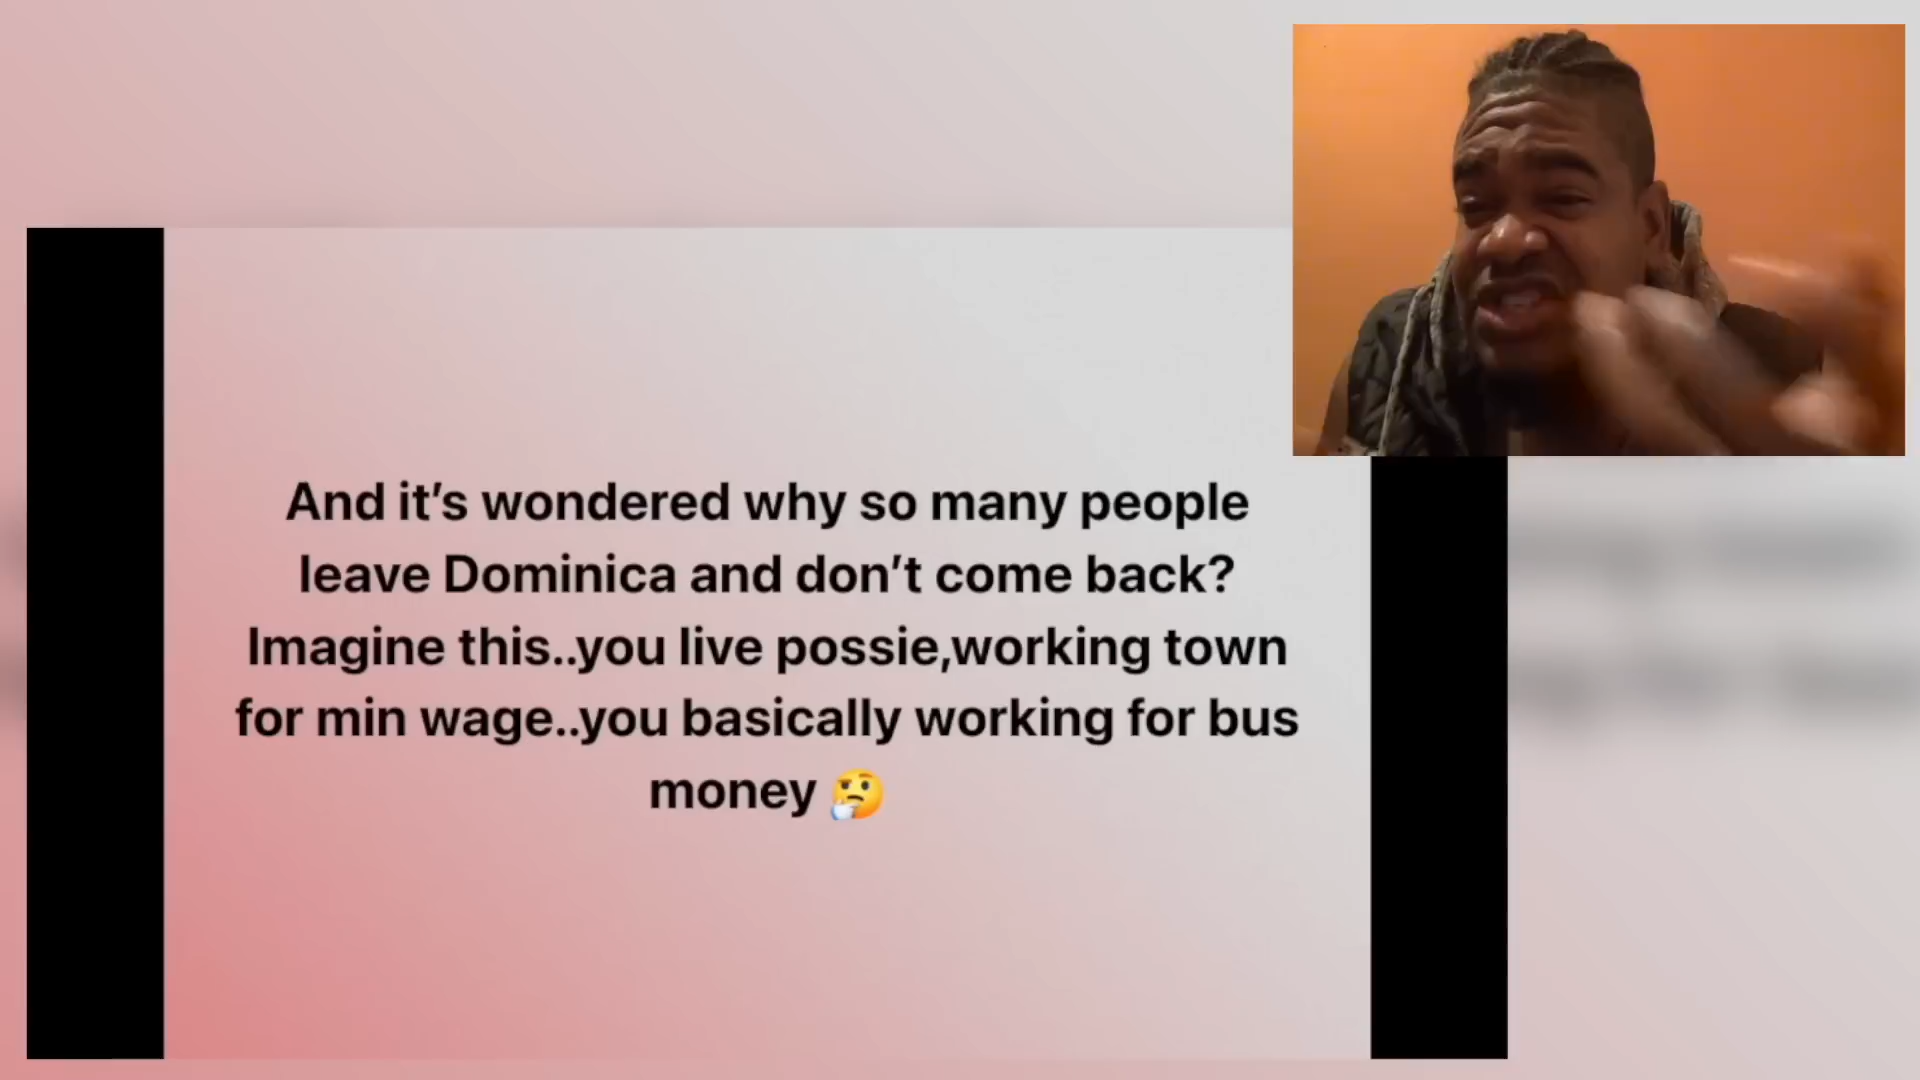 And it's wondered why so many people
leave Dominica and don't come back?
Imagine this..you live possie,working town
for min wage..you basically working for bus
money 🤔